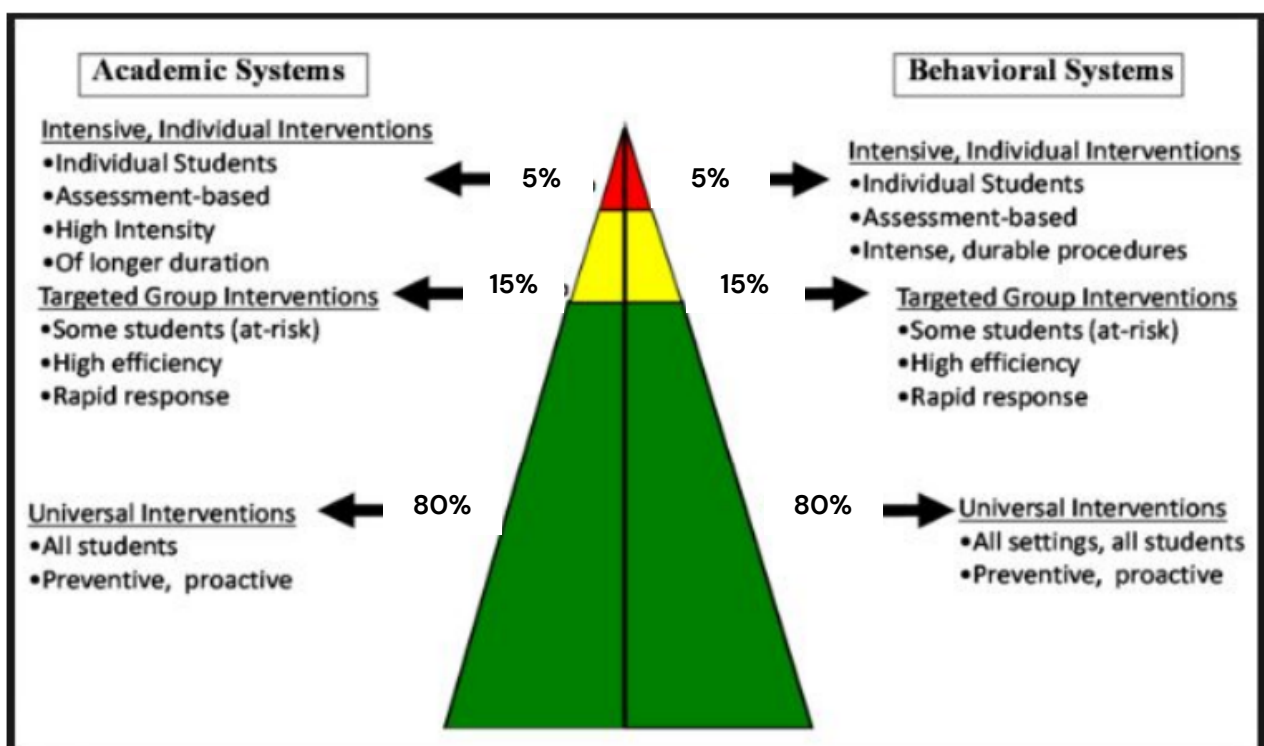 Academic Systems
Intensive, Individual Interventions
•Individual Students
•Assessment-based
•High Intensity
•Of longer duration
5%
Targeted Group Interventions
•Some students (at-risk)
•High efficiency
•Rapid response
15%
Universal Interventions
•All students
•Preventive, proactive
80%
Behavioral Systems
5%
Intensive, Individual Interventions
•Individual Students
•Assessment-based
•Intense, durable procedures
15%
Targeted Group Interventions
•Some students (at-risk)
•High efficiency
•Rapid response
80%
Universal Interventions
•All settings, all students
•Preventive, proactive